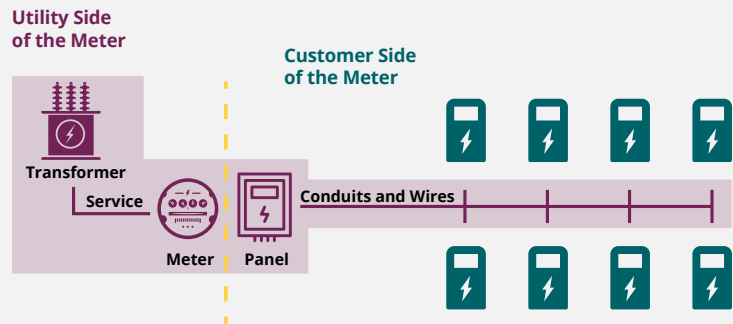 Utility Side
of the Meter
Customer Side
of the Meter
Transformer
Service
Conduits and Wires
Meter
Panel